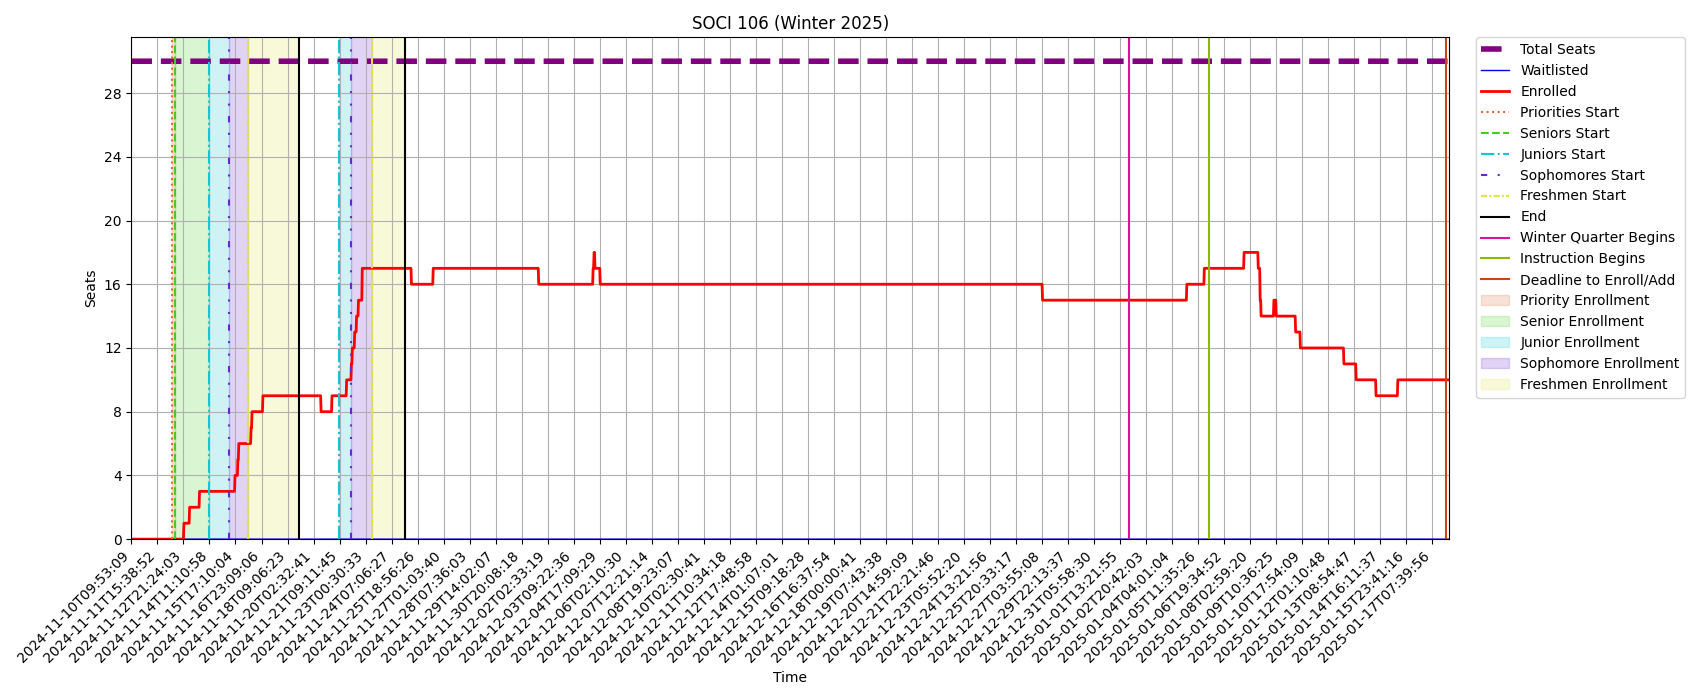 SOCI 106 (Winter 2025)
Seats
28
24
20
16
12
8
4
0
2024-11-10T09:53:09
2024-11-11T15:38:52
2024-11-12T21:24:03
2024-11-14T11:10:58
2024-11-15T17:10:04
2024-11-16T23:09:06
2024-11-18T09:06:23
2024-11-20T02:32:41
2024-11-21T09:11:45
2024-11-23T00:30:33
2024-11-24T07:06:27
2024-11-25T18:56:26
2024-11-27T01:03:40
2024-11-28T07:36:03
2024-11-29T14:02:07
2024-11-30T20:08:18
2024-12-02T02:33:19
2024-12-03T09:22:36
2024-12-04T17:09:29
2024-12-06T02:10:30
2024-12-07T12:21:14
2024-12-08T19:23:07
2024-12-10T02:30:41
2024-12-11T10:34:18
2024-12-12T17:48:58
2024-12-14T01:07:01
2024-12-15T09:18:29
2024-12-16T16:37:54
2024-12-18T00:00:41
2024-12-19T07:43:38
2024-12-20T14:59:09
2024-12-21T22:21:46
2024-12-23T05:52:20
2024-12-24T13:21:56
2024-12-25T20:33:17
2024-12-27T03:55:08
2024-12-29T22:13:37
2024-12-31T05:58:30
2025-01-01T13:21:55
2025-01-02T20:42:03
2025-01-04T04:01:04
2025-01-05T11:35:26
2025-01-06T19:34:52
2025-01-08T02:59:20
2025-01-09T10:36:25
2025-01-10T17:54:09
2025-01-12T01:10:48
2025-01-13T08:54:47
2025-01-14T16:11:37
2025-01-15T23:41:16
2025-01-17T07:39:56
Time
Total Seats
Waitlisted
Enrolled
Priorities Start
Seniors Start
Juniors Start
Sophomores Start
Freshmen Start
End
Winter Quarter Begins
Instruction Begins
Deadline to Enroll/Add
Priority Enrollment
Senior Enrollment
Junior Enrollment
Sophomore Enrollment
Freshmen Enrollment